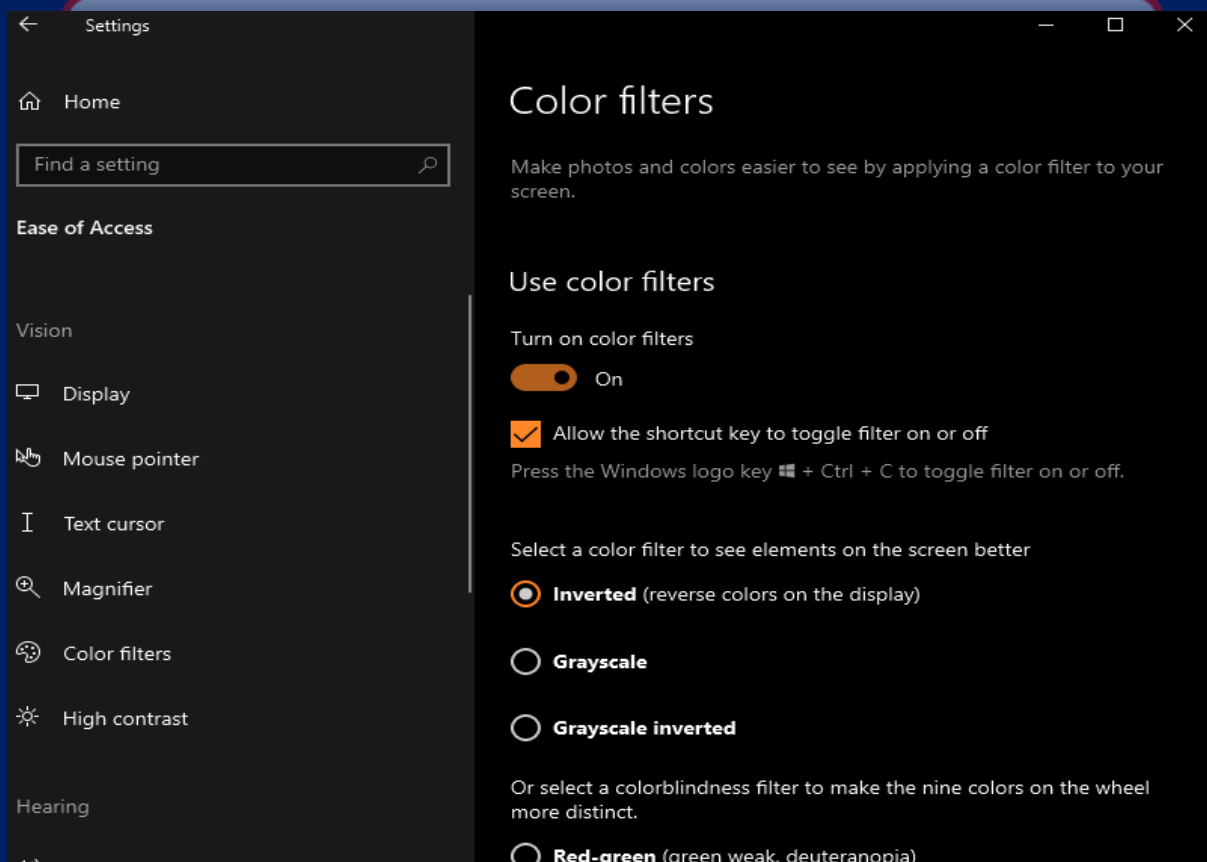 Settings
Home
Find a setting
Ease of Access
Vision
Display
Mouse pointer
Text cursor
Magnifier
Color filters
High contrast
Hearing
Color filters
Make photos and colors easier to see by applying a color filter to your
screen.
Use color filters
Turn on color filters
On
Allow the shortcut key to toggle filter on or off
Press the Windows logo key + Ctrl + C to toggle filter on or off.
Select a color filter to see elements on the screen better
Inverted (reverse colors on the display)
Grayscale
Grayscale inverted
Or select a colorblindness filter to make the nine colors on the wheel
more distinct.
Red-green (green weak, deuteranopia)